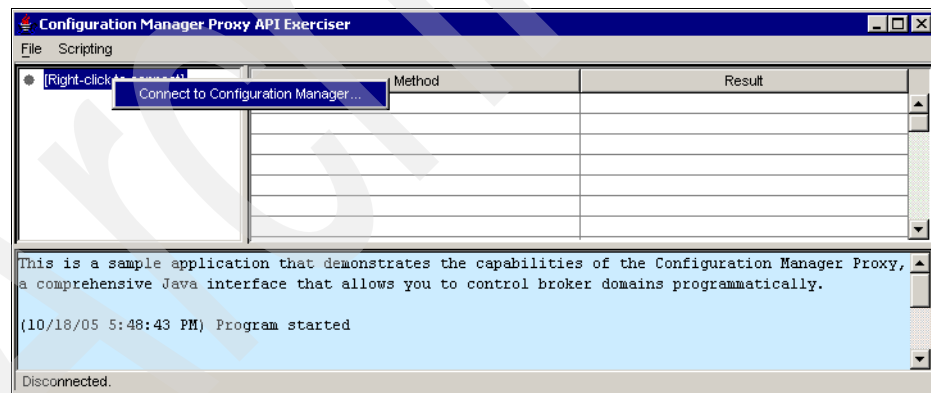 Configuration Manager Proxy API Exerciser
File Scripting
[Right-click
Method
Result
Connect to Configuration Manager...
This is a sample application that demonstrates the capabilities of the Configuration Manager Proxy,
a comprehensive Java interface that allows you to control broker domains programmatically.
(10/18/05 5:48:43 PM) Program started
Disconnected.